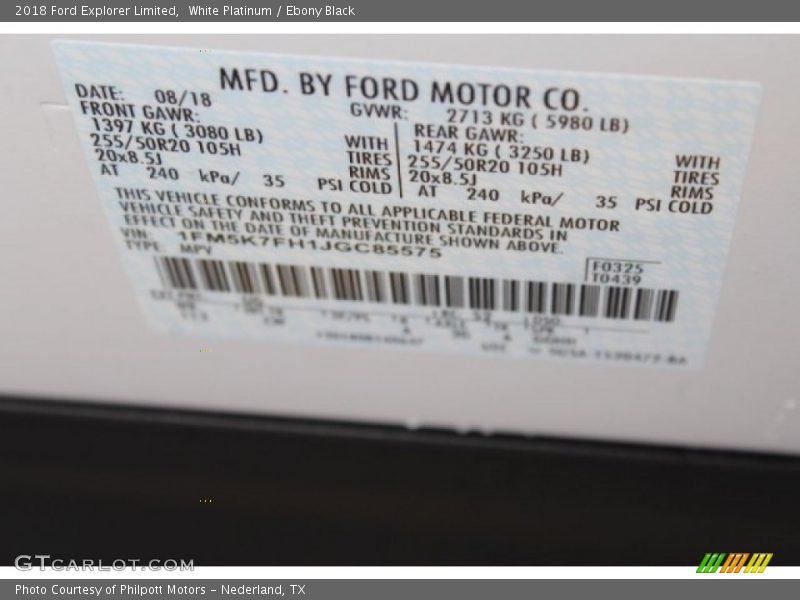 2018 Ford Explorer Limited, White Platinum / Ebony Black
MFD. BY FORD MOTOR CO.
DATE: 08/18 GVWR: 2713 KG ( 5980 LB)
FRONT GAWR: REAR GAWR:
1397 KG ( 3080 LB) WITH 1474 KG ( 3250 LB) WITH
255/50R20 105H TIRES 255/50R20 105H TIRES
20x8.5J RIMS 20x8.5J RIMS
AT 240 kPa/ 35 PSI COLD AT 240 kPa/ 35 PSI COLD
THIS VEHICLE CONFORMS TO ALL APPLICABLE FEDERAL MOTOR
VEHICLE SAFETY AND THEFT PREVENTION STANDARDS IN
EFFECT ON THE DATE OF MANUFACTURE SHOWN ABOVE.
VIN: 1FM5K7FH1JGC85575
TYPE: MPV
F0325
T0439
GTCARLOT.COM
Photo Courtesy of Philpott Motors - Nederland, TX